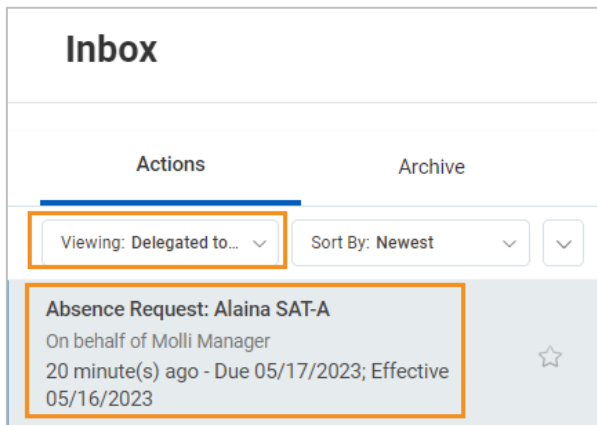 Inbox
Actions
Archive
Viewing: Delegated to...
Sort By: Newest
Absence Request: Alaina SAT-A
On behalf of Molli Manager
20 minute(s) ago - Due 05/17/2023; Effective
05/16/2023